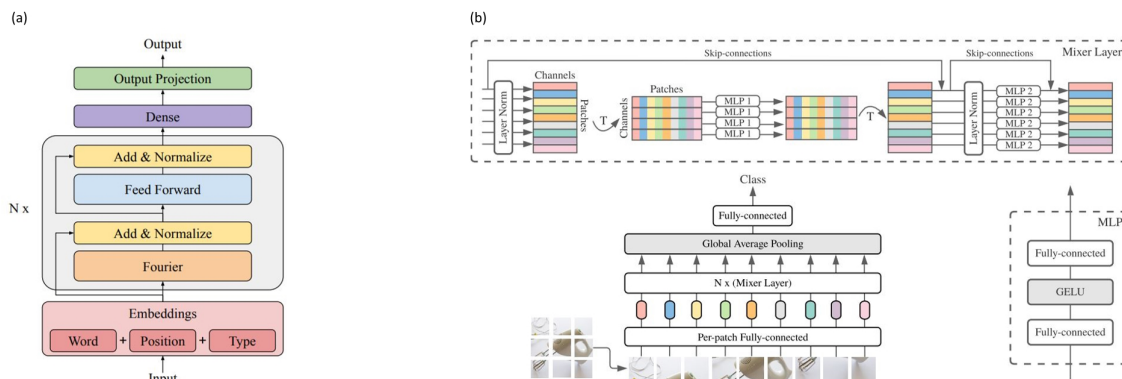 (a)
Output
Output Projection
Dense
Add & Normalize
Feed Forward
N x
Add & Normalize
Fourier
Embeddings
Word + Position + Type
Input
(b)
Skip-connections
Skip-connections
Mixer Layer
Channels
Layer Norm
Patches
T
Channels
Patches
MLP 1
MLP 1
MLP 1
MLP 1
T
Layer Norm
MLP 2
MLP 2
MLP 2
MLP 2
MLP 2
MLP 2
Class
Fully-connected
Global Average Pooling
N x (Mixer Layer)
Per-patch Fully-connected
MLP
Fully-connected
GELU
Fully-connected